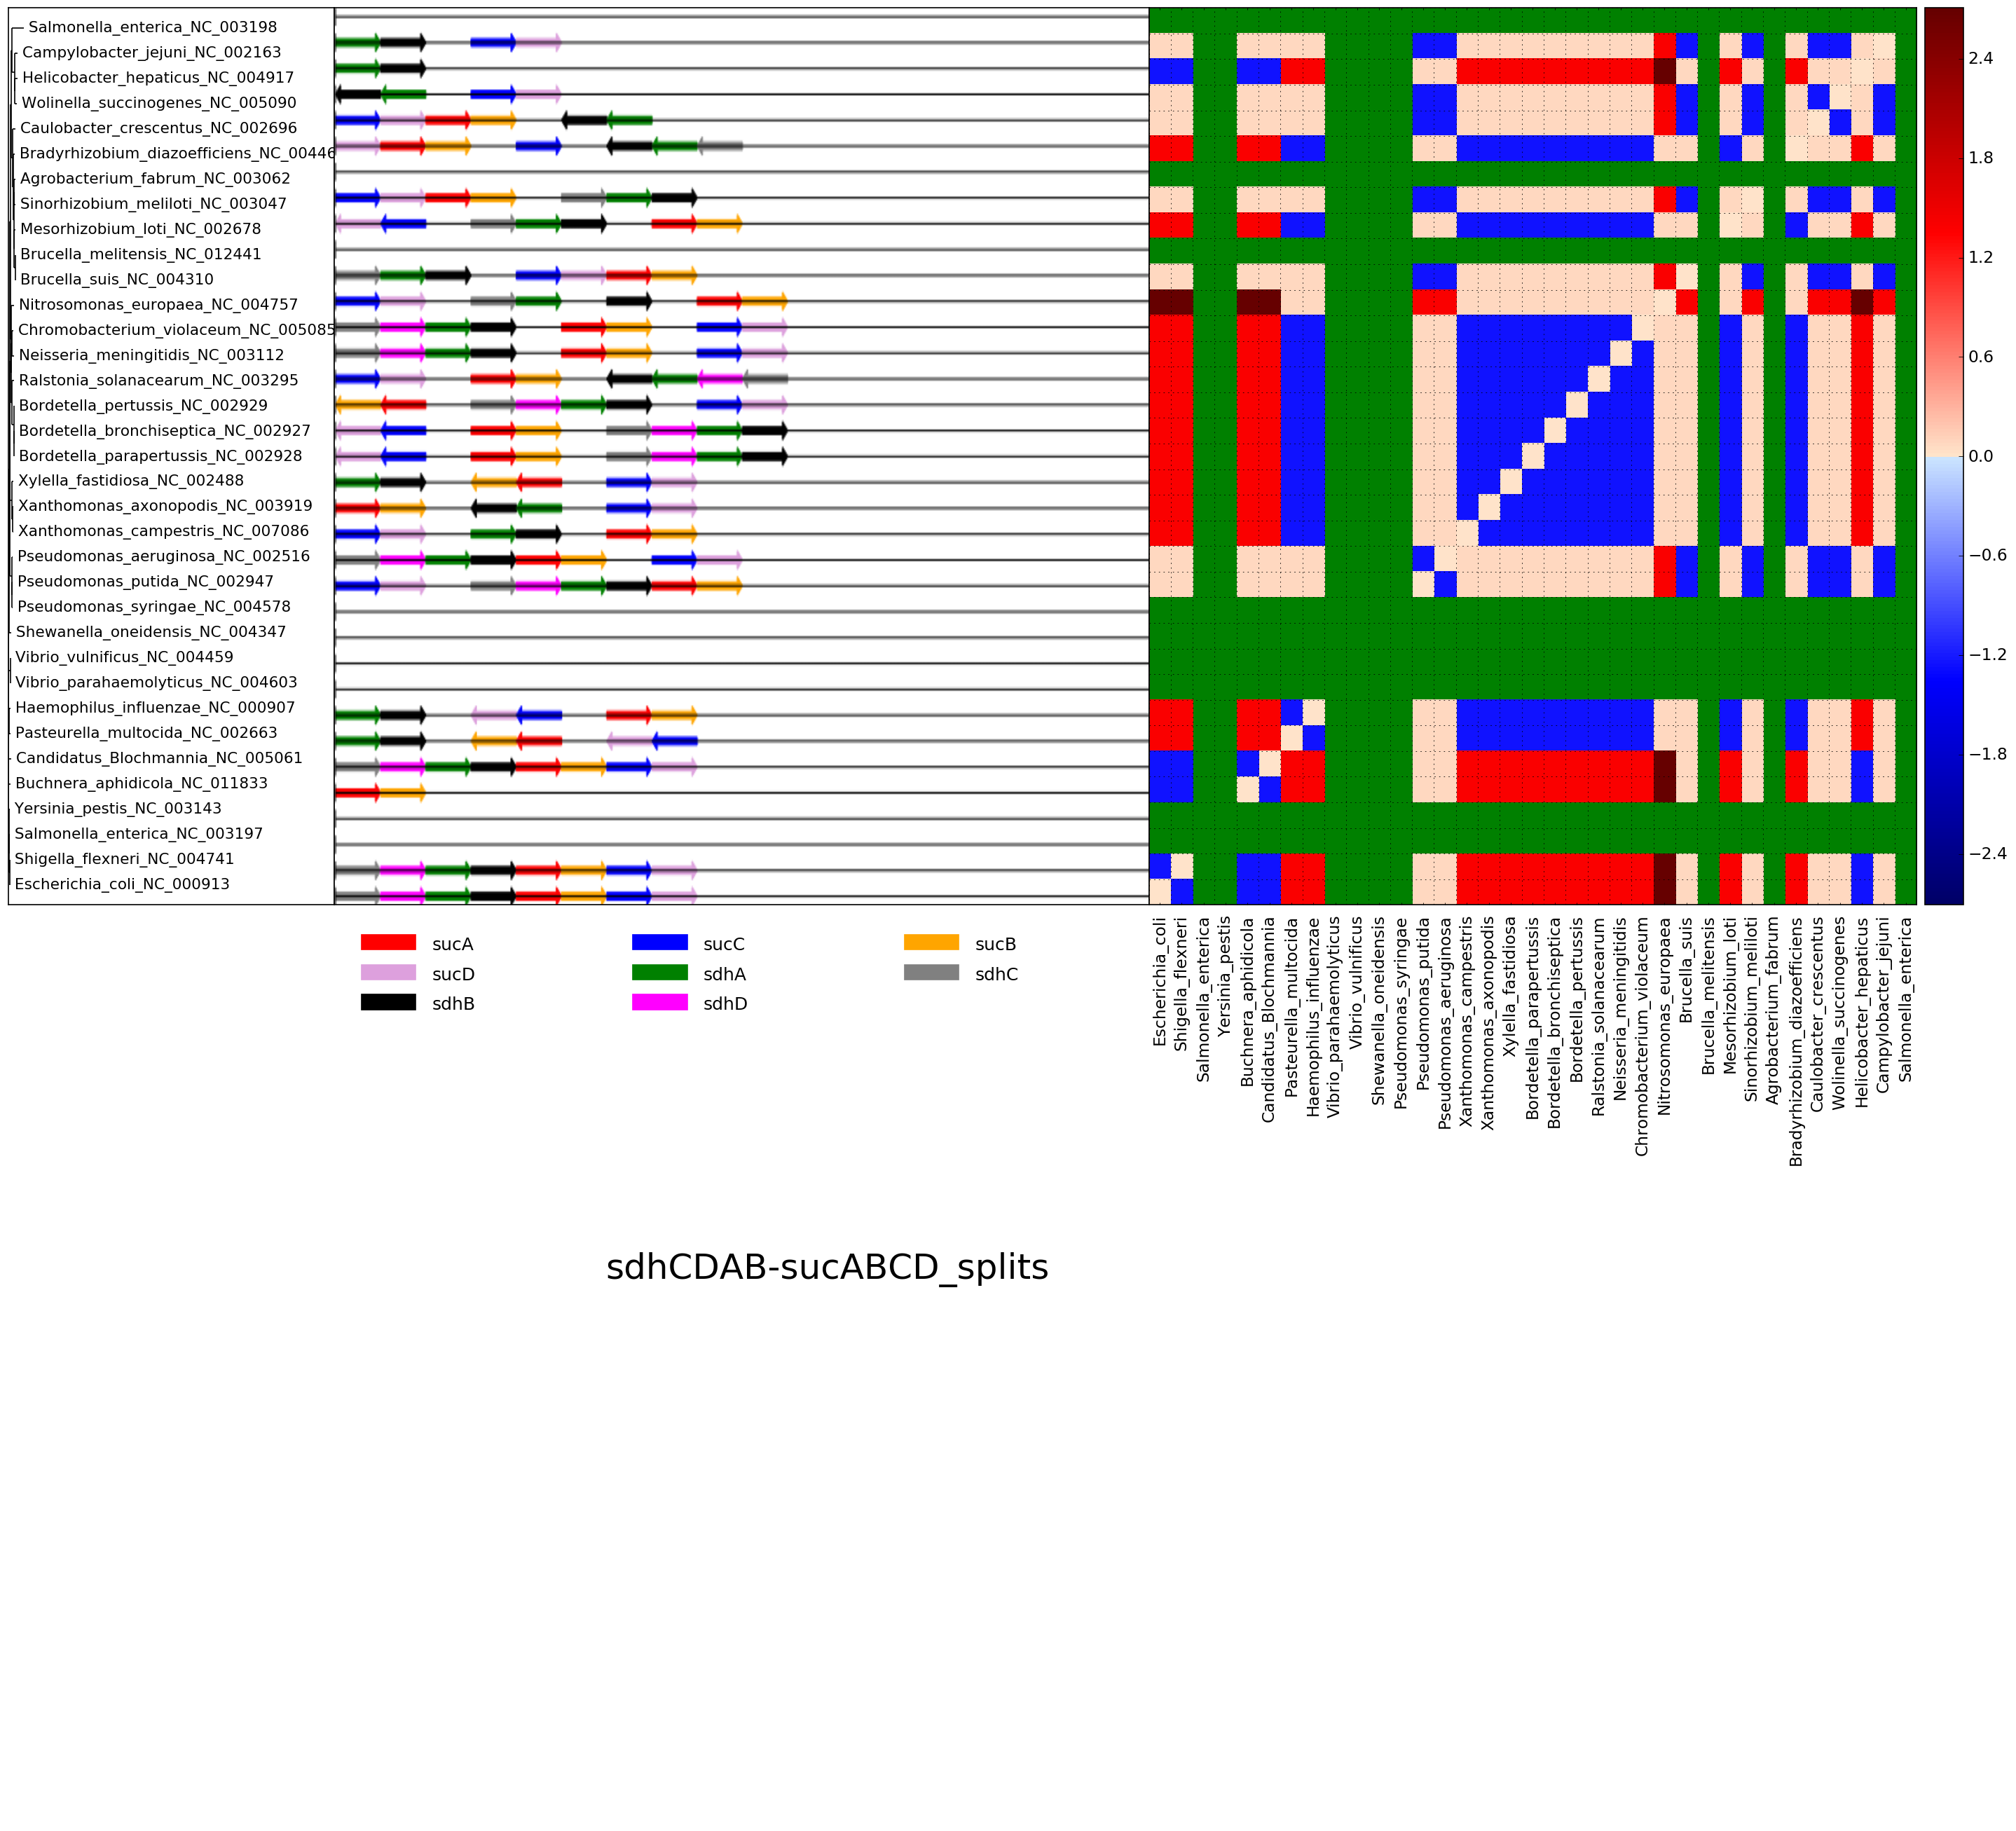 Salmonella_enterica_NC_003198
Campylobacter_jejuni_NC_002163
Helicobacter_hepaticus_NC_004917
Wolinella_succinogenes_NC_005090
Caulobacter_crescentus_NC_002696
Bradyrhizobium_diazoefficiens_NC_00446
Agrobacterium_fabrum_NC_003062
Sinorhizobium_meliloti_NC_003047
Mesorhizobium_loti_NC_002678
Brucella_melitensis_NC_012441
Brucella_suis_NC_004310
Nitrosomonas_europaea_NC_004757
Chromobacterium_violaceum_NC_005085
Neisseria_meningitidis_NC_003112
Ralstonia_solanacearum_NC_003295
Bordetella_pertussis_NC_002929
Bordetella_bronchiseptica_NC_002927
Bordetella_parapertussis_NC_002928
Xylella_fastidiosa_NC_002488
Xanthomonas_axonopodis_NC_003919
Xanthomonas_campestris_NC_007086
Pseudomonas_aeruginosa_NC_002516
Pseudomonas_putida_NC_002947
Pseudomonas_syringae_NC_004578
Shewanella_oneidensis_NC_004347
Vibrio_vulnificus_NC_004459
Vibrio_parahaemolyticus_NC_004603
Haemophilus_influenzae_NC_000907
Pasteurella_multocida_NC_002663
Candidatus_Blochmannia_NC_005061
Buchnera_aphidicola_NC_011833
Yersinia_pestis_NC_003143
Salmonella_enterica_NC_003197
Shigella_flexneri_NC_004741
Escherichia_coli_NC_000913
2.4
1.8
1.2
0.6
0.0
−0.6
−1.2
−1.8
−2.4
Escherichia_coli
Shigella_flexneri
Salmonella_enterica
Yersinia_pestis
Buchnera_aphidicola
Candidatus_Blochmannia
Pasteurella_multocida
Haemophilus_influenzae
Vibrio_parahaemolyticus
Vibrio_vulnificus
Shewanella_oneidensis
Pseudomonas_syringae
Pseudomonas_putida
Pseudomonas_aeruginosa
Xanthomonas_campestris
Xanthomonas_axonopodis
Xylella_fastidiosa
Bordetella_parapertussis
Bordetella_bronchiseptica
Bordetella_pertussis
Ralstonia_solanacearum
Neisseria_meningitidis
Chromobacterium_violaceum
Nitrosomonas_europaea
Brucella_suis
Brucella_melitensis
Mesorhizobium_loti
Sinorhizobium_meliloti
Agrobacterium_fabrum
Bradyrhizobium_diazoefficiens
Caulobacter_crescentus
Wolinella_succinogenes
Helicobacter_hepaticus
Campylobacter_jejuni
Salmonella_enterica
sucA sucC sucB
sucD sdhA sdhC
sdhB sdhD
sdhCDAB-sucABCD_splits